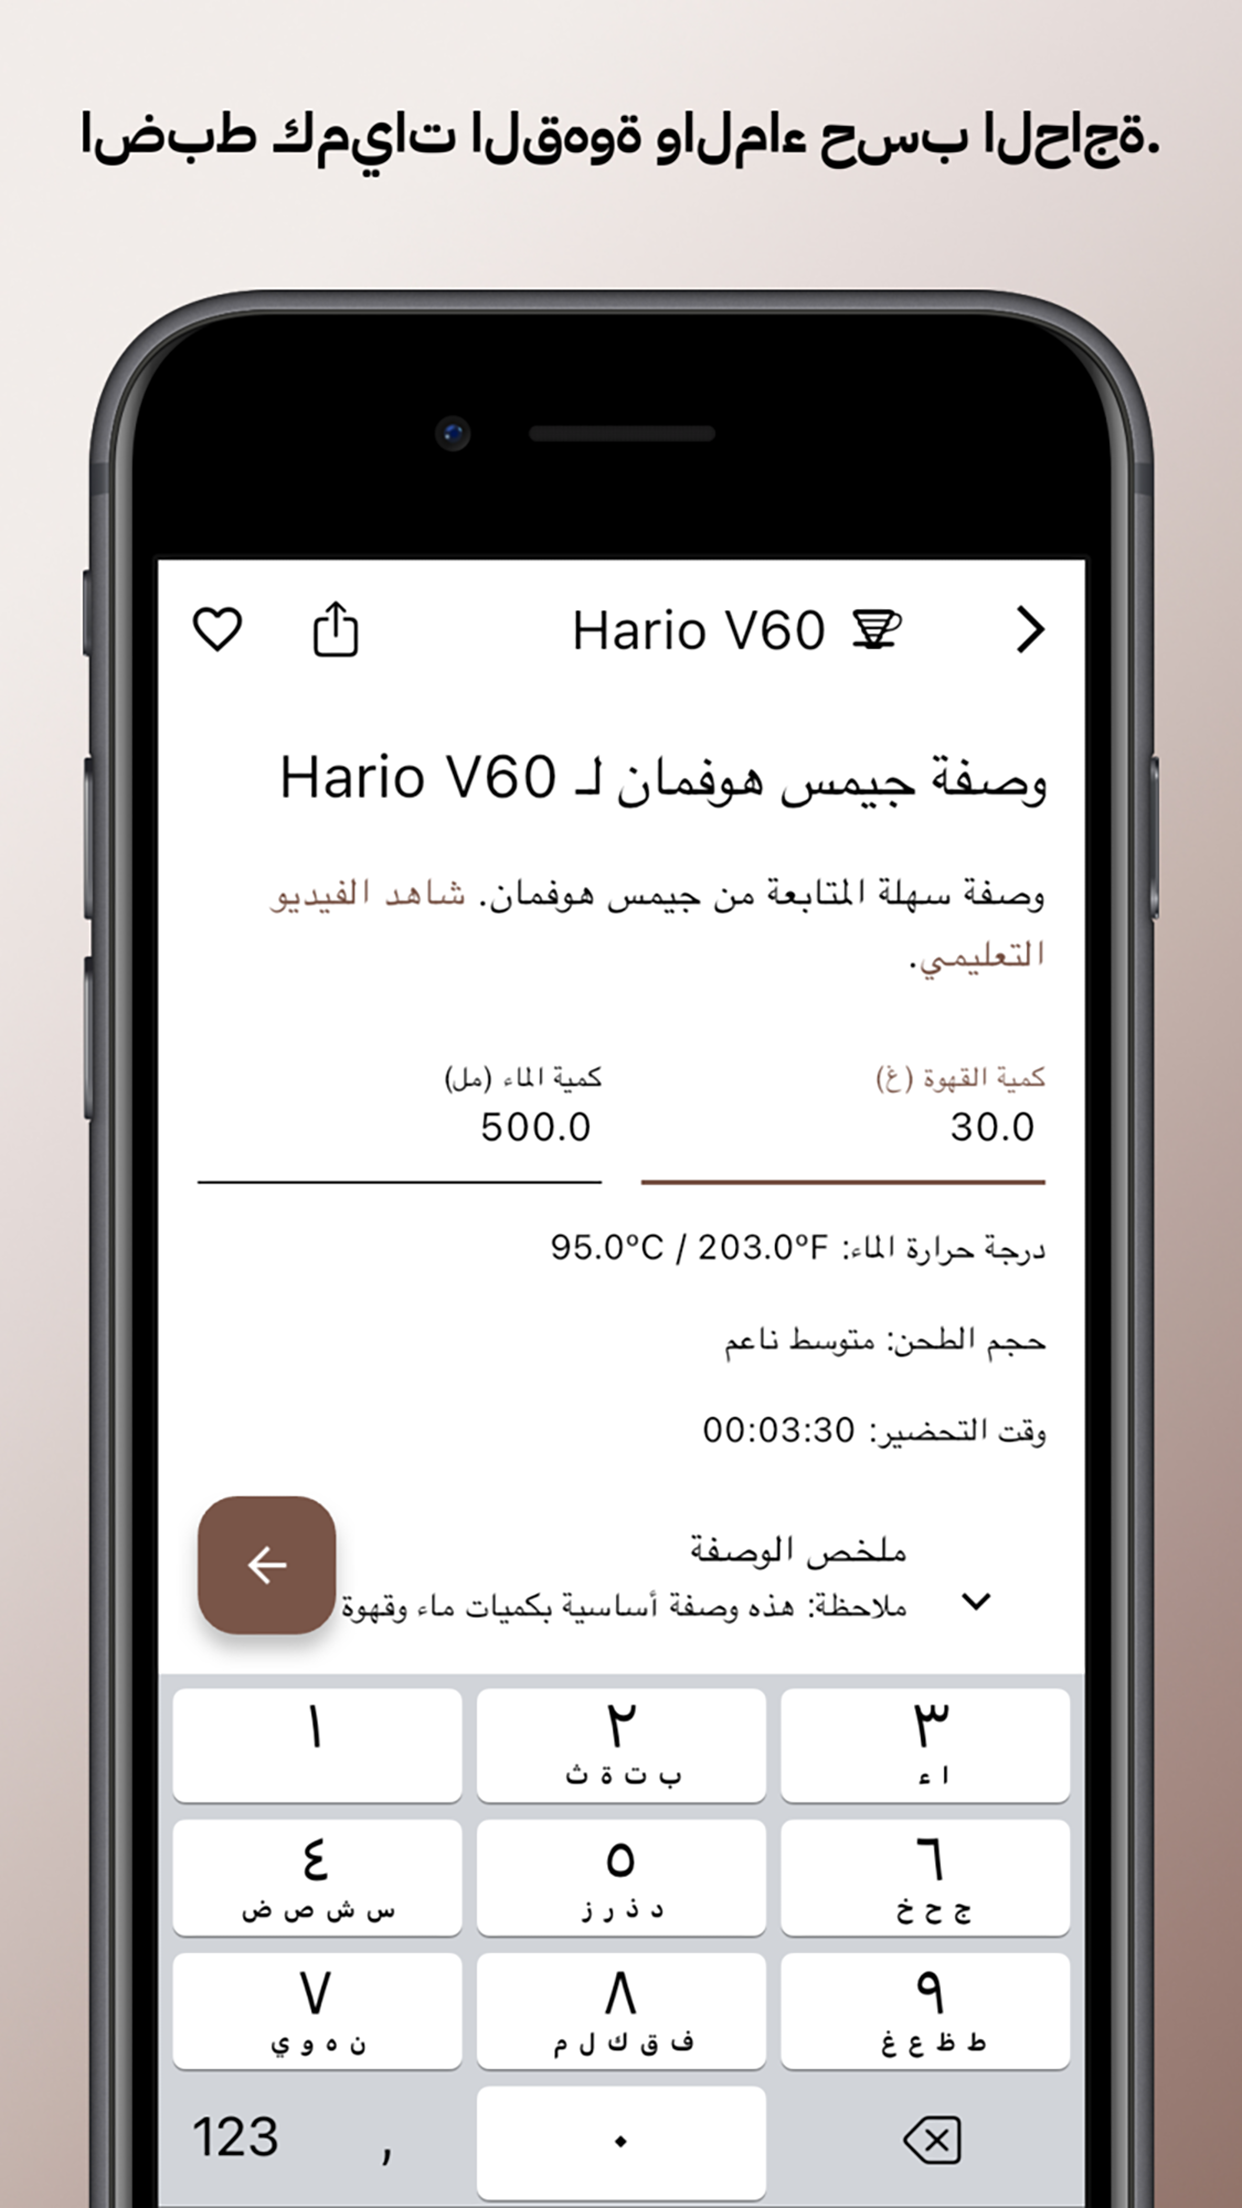 اضبط كميات القهوة والماء حسب الحاجة.
Hario V60
وصفة جيمس هوفمان لـ Hario V60
وصفة سهلة المتابعة من جيمس هوفمان. شاهد الفيديو
التعليمي.
كمية القهوة (غ)
30.0
كمية الماء (مل)
500.0
درجة حرارة الماء: 95.0°C / 203.0°F
حجم الطحن: متوسط ناعم
وقت التحضير: 00:03:30
ملخص الوصفة
ملاحظة: هذه وصفة أساسية بكميات ماء وقهوة
١
٢
ب ت ة ث
٣
ا ء
٤
س ش ص ض
٥
د ذ ر ز
٦
ج ح خ
٧
ن ه و ي
٨
ف ق ك ل م
٩
ط ظ ع غ
123
,
٠